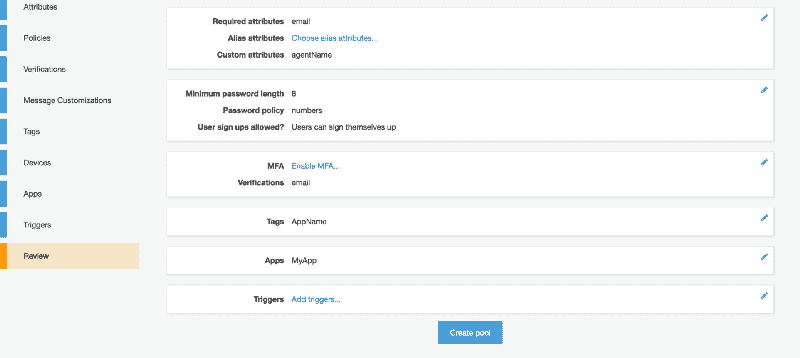 Attributes
Policies
Verifications
Message Customizations
Tags
Devices
Apps
Triggers
Review
Required attributes email
Alias attributes Choose alias attributes...
Custom attributes agentName
Minimum password length 6
Password policy numbers
User sign ups allowed? Users can sign themselves up
MFA Enable MFA...
Verifications email
Tags AppName
Apps MyApp
Triggers Add triggers...
Create pool